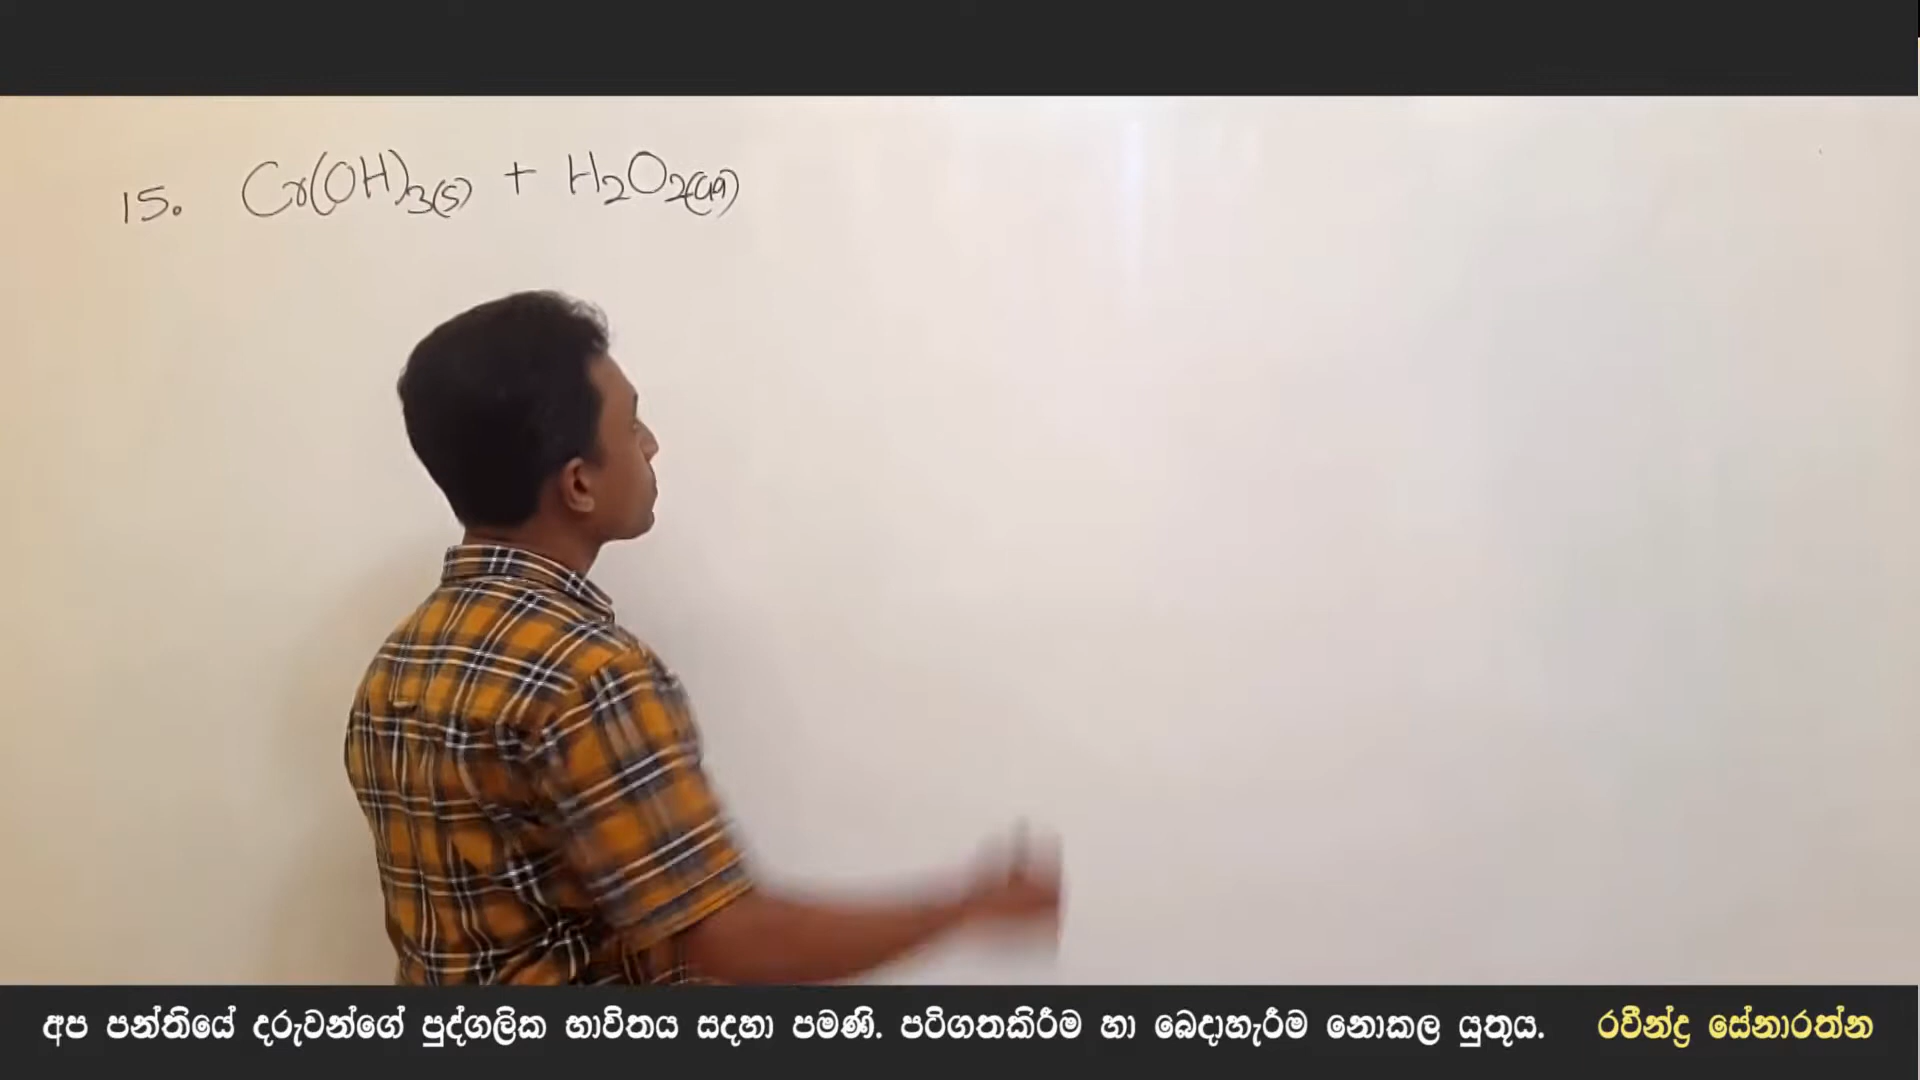 15. Cr(OH)3(s) + H2O2(aq)
අප පන්තියේ දරුවන්ගේ පුද්ගලික භාවිතය සදහා පමණි. පටිගතකිරීම හා බෙදාහැරීම නොකල යුතුය. රවීන්ද්‍ර සේනාරත්න